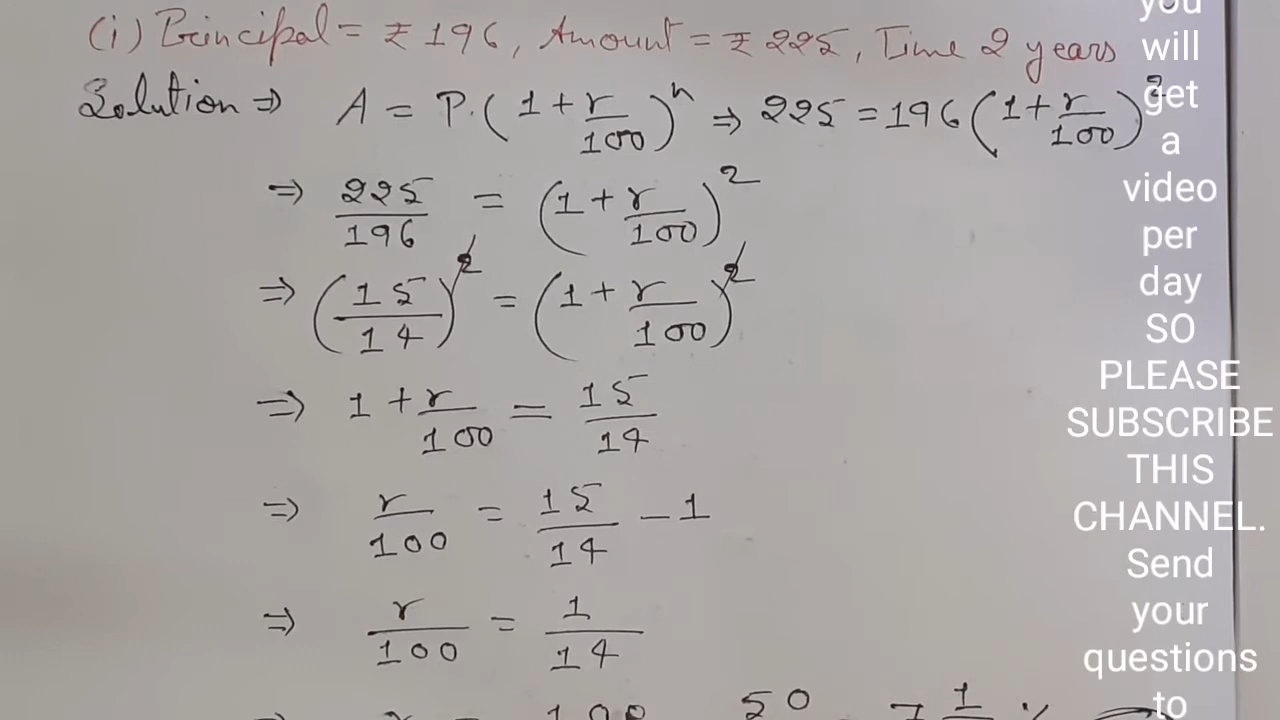 (i) Principal = ₹ 196, Amount = ₹ 225, Time 2 years
Solution ⇒ A = P.(1 + r/100)^n ⇒ 225 = 196 (1 + r/100)^2
⇒ 225/196 = (1 + r/100)^2
⇒ (15/14)^2 = (1 + r/100)^2
⇒ 1 + r/100 = 15/14
⇒ r/100 = 15/14 - 1
⇒ r/100 = 1/14
you
will
get
a
video
per
day
SO
PLEASE
SUBSCRIBE
THIS
CHANNEL.
Send
your
questions
to